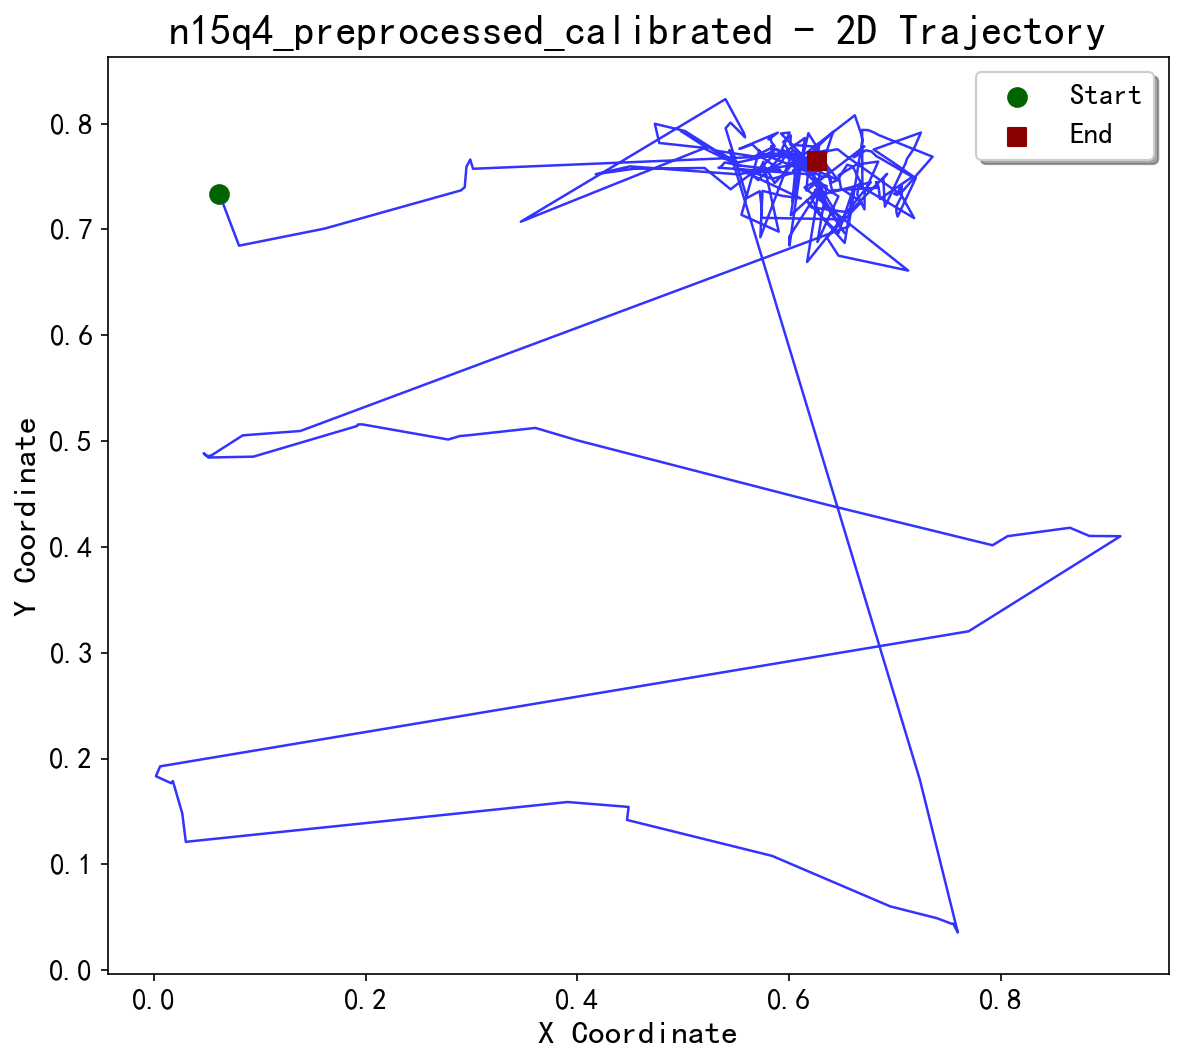 n15q4_preprocessed_calibrated - 2D Trajectory
Start
End
Y Coordinate
0.8
0.7
0.6
0.5
0.4
0.3
0.2
0.1
0.0
0.0 0.2 0.4 0.6 0.8
X Coordinate